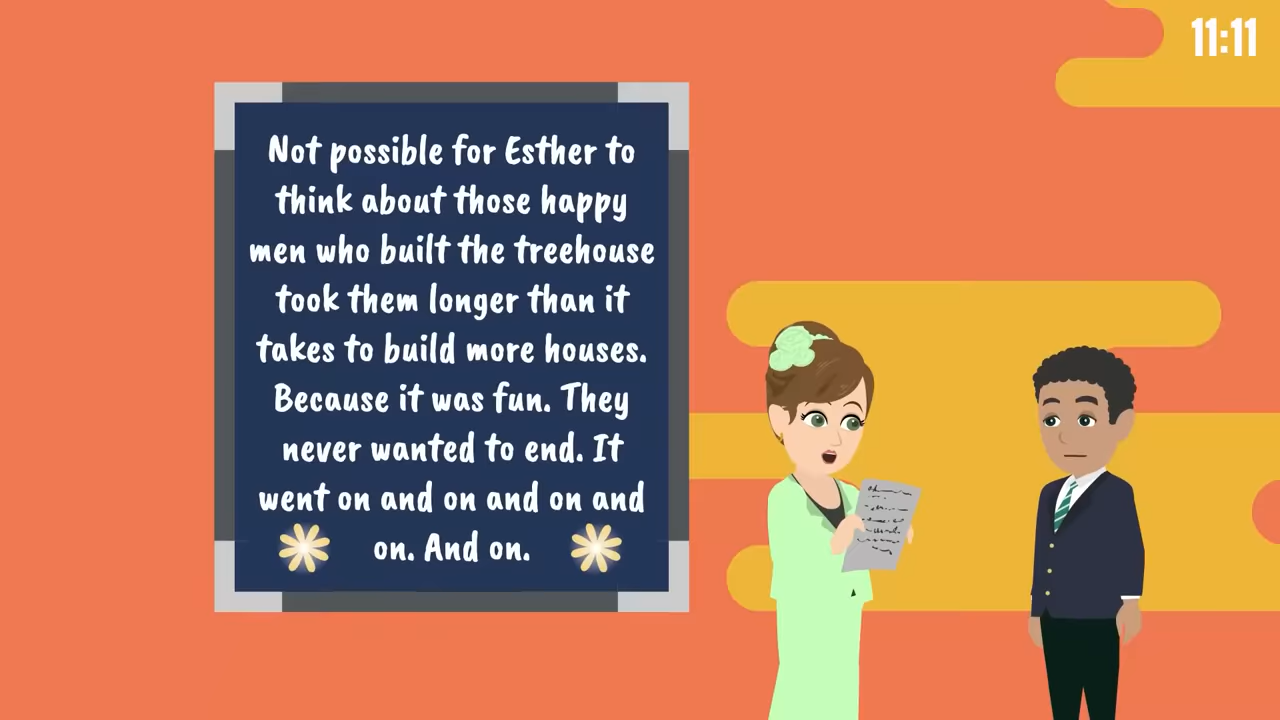 11:11
Not possible for Esther to
think about those happy
men who built the treehouse
took them longer than it
takes to build more houses.
Because it was fun. They
never wanted to end. It
went on and on and on and
on. And on.